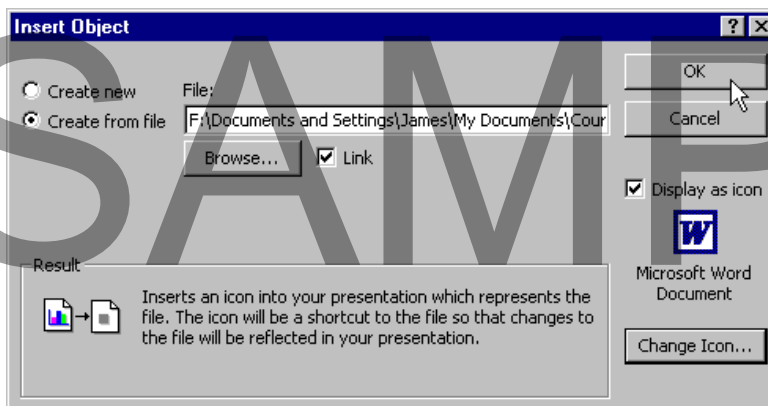 Insert Object
Create new
File:
OK
Create from file
F:\Documents and Settings\James\My Documents\Cour
Cancel
Browse...
Link
Display as icon
W
Microsoft Word
Document
Result
Inserts an icon into your presentation which represents the
file. The icon will be a shortcut to the file so that changes to
the file will be reflected in your presentation.
Change Icon...
SAMP